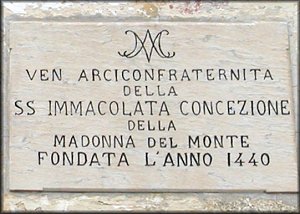 VEN ARCICONFRATERNITA
DELLA
SS IMMACOLATA CONCEZIONE
DELLA
MADONNA DEL MONTE
FONDATA L'ANNO 1440